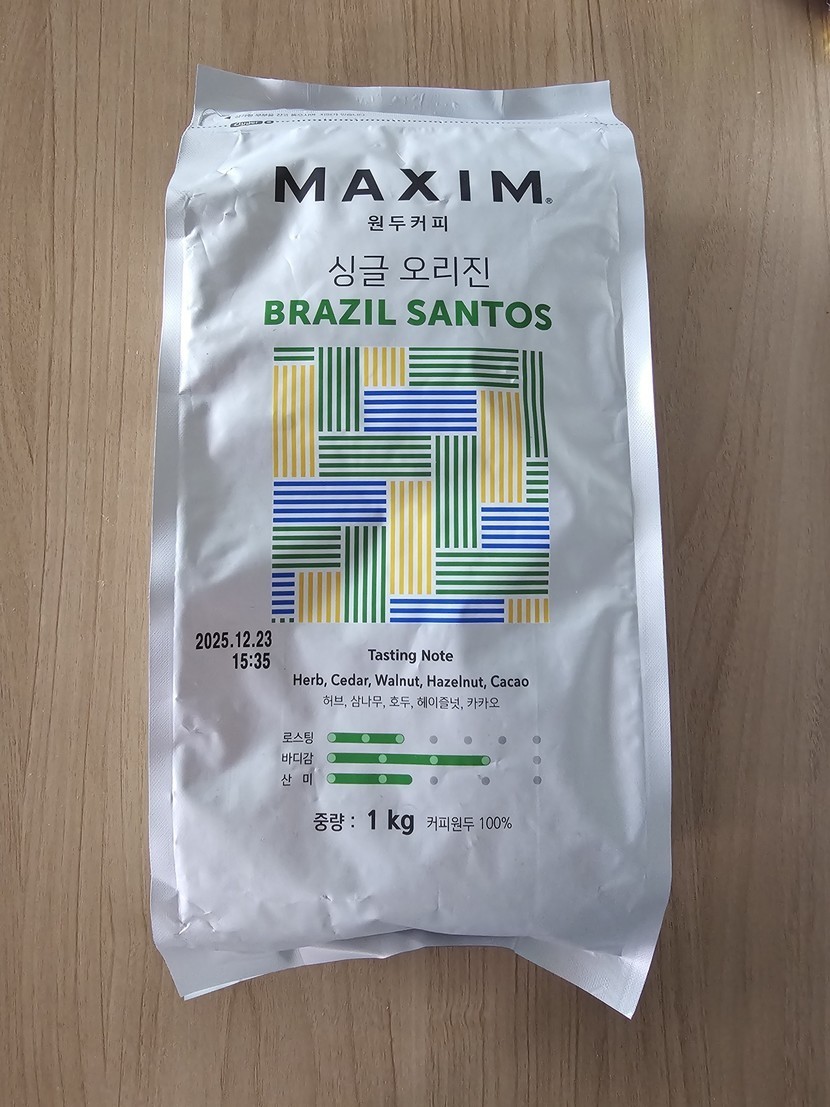 MAXIM®
원두커피
싱글 오리진
BRAZIL SANTOS
2025.12.23
15:35
Tasting Note
Herb, Cedar, Walnut, Hazelnut, Cacao
허브, 삼나무, 호두, 헤이즐넛, 카카오
로스팅
바디감
산 미
중량 : 1 kg 커피원두 100%